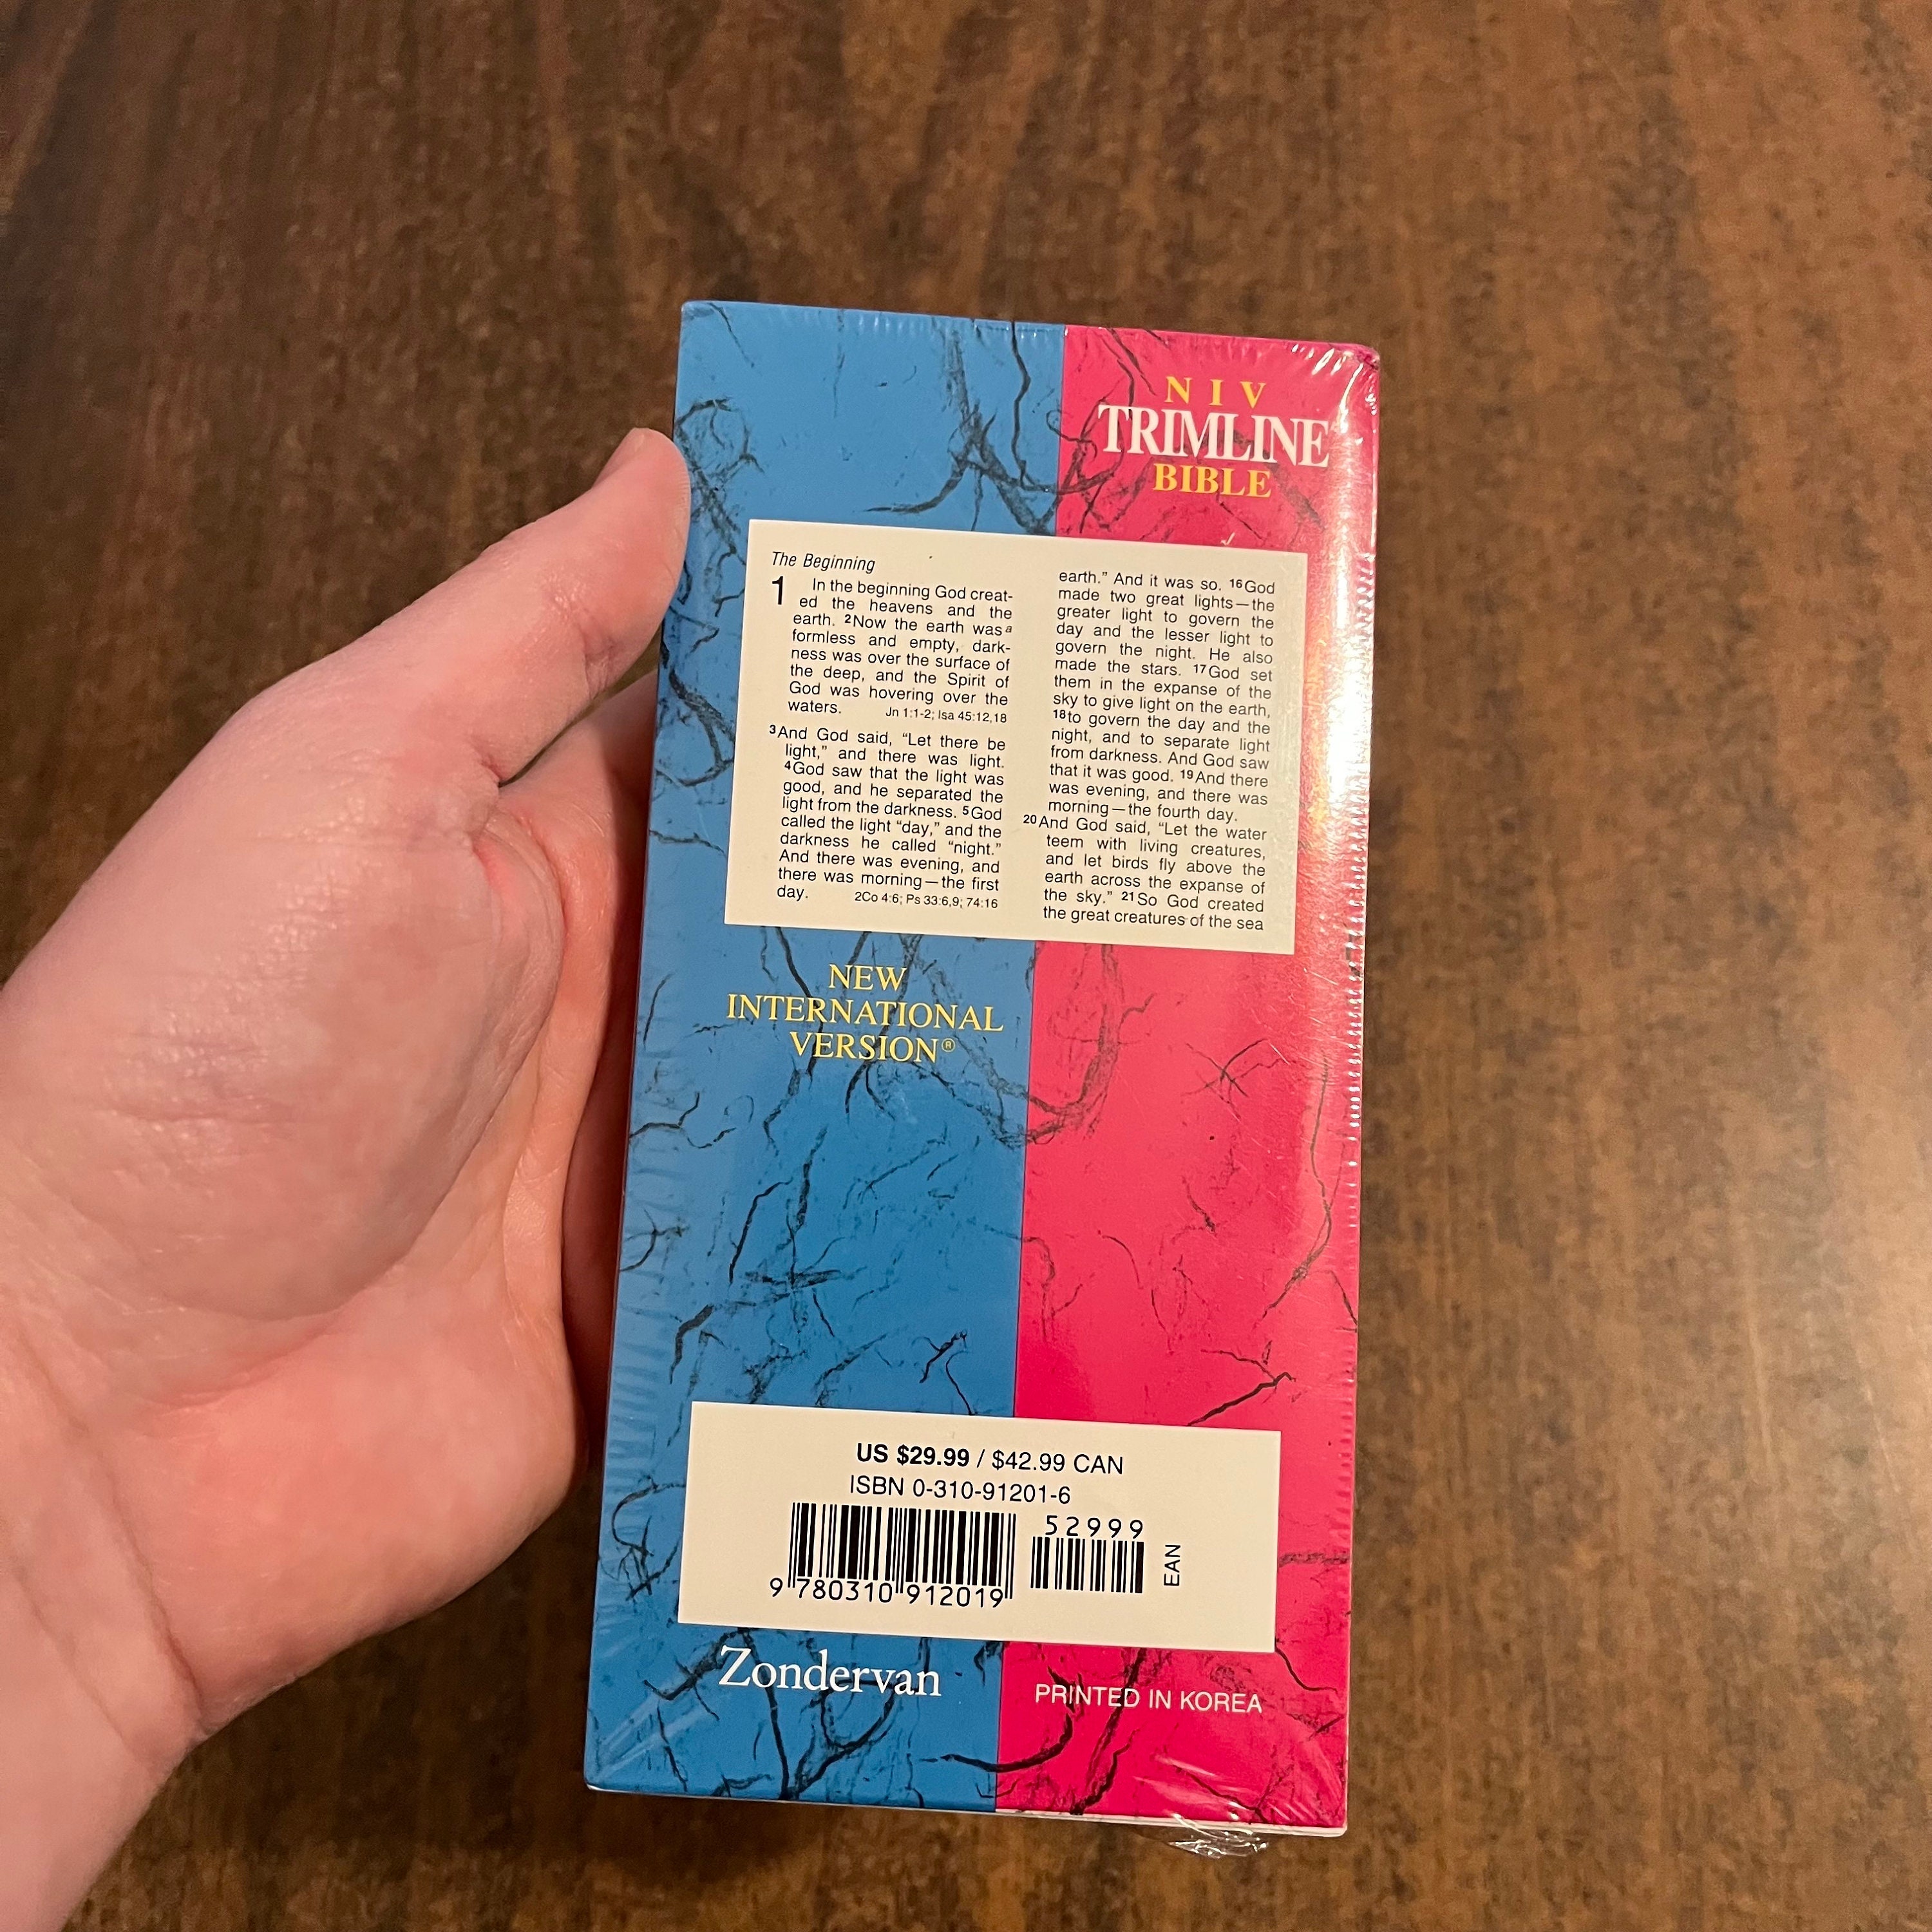 NIV
TRIMLINE
BIBLE
The Beginning
1 In the beginning God creat-
ed the heavens and the
earth. 2Now the earth was a
formless and empty, dark-
ness was over the surface of
the deep, and the Spirit of
God was hovering over the
waters. Jn 1:1-2; Isa 45:12,18
3And God said, “Let there be
light,” and there was light.
4God saw that the light was
good, and he separated the
light from the darkness. 5God
called the light “day,” and the
darkness he called “night.”
And there was evening, and
there was morning—the first
day. 2Co 4:6; Ps 33:6,9; 74:16
earth.” And it was so. 16God
made two great lights—the
greater light to govern the
day and the lesser light to
govern the night. He also
made the stars. 17God set
them in the expanse of the
sky to give light on the earth,
18to govern the day and the
night, and to separate light
from darkness. And God saw
that it was good. 19And there
was evening, and there was
morning—the fourth day.
20And God said, “Let the water
teem with living creatures,
and let birds fly above the
earth across the expanse of
the sky.” 21So God created
the great creatures of the sea
NEW
INTERNATIONAL
VERSION®
US $29.99 / $42.99 CAN
ISBN 0-310-91201-6
52999
EAN
9 780310 912019
Zondervan
PRINTED IN KOREA